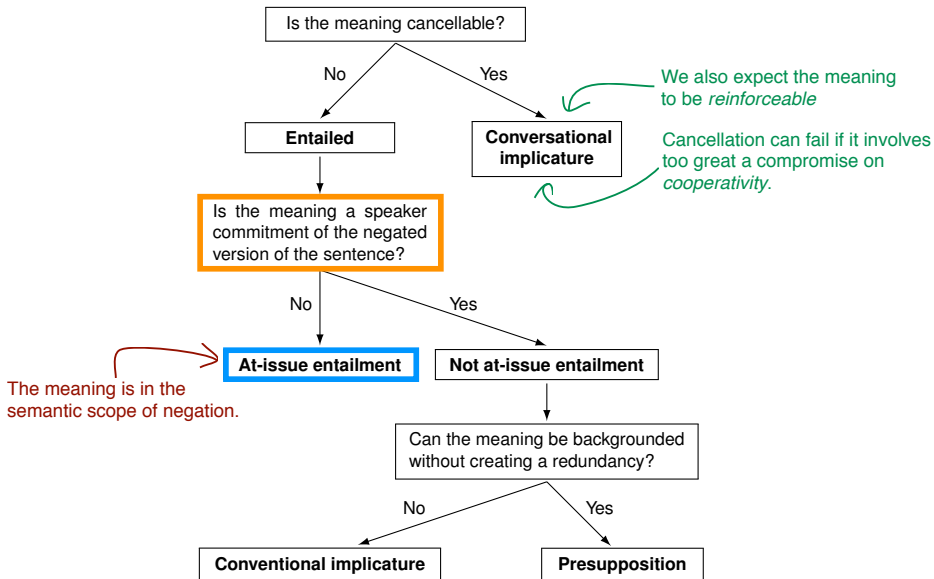 Is the meaning cancellable?
No
Yes
We also expect the meaning
to be reinforceable
Entailed
Conversational
implicature
Cancellation can fail if it involves
too great a compromise on
cooperativity.
Is the meaning a speaker
commitment of the negated
version of the sentence?
No
Yes
At-issue entailment
Not at-issue entailment
The meaning is in the
semantic scope of negation.
Can the meaning be backgrounded
without creating a redundancy?
No
Yes
Conventional implicature
Presupposition